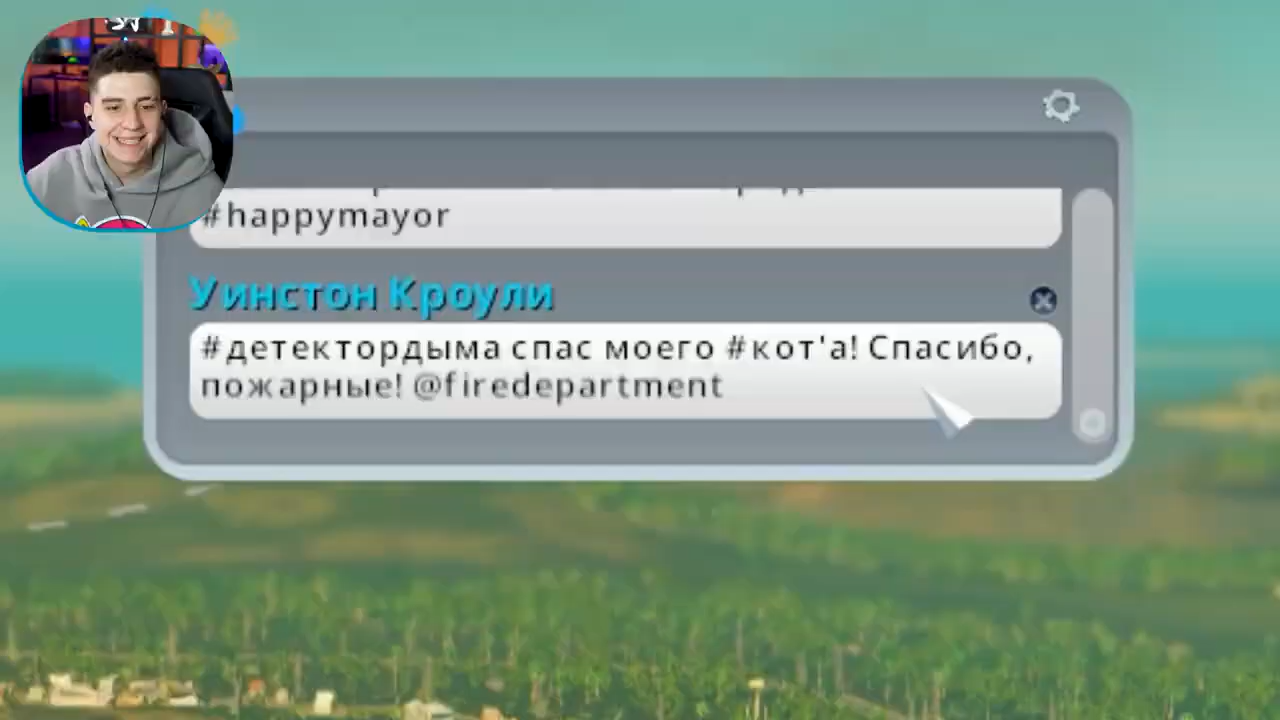 #happymayor
Уинстон Кроули
#детектордыма спас моего #кот'а! Спасибо,
пожарные! @firedepartment